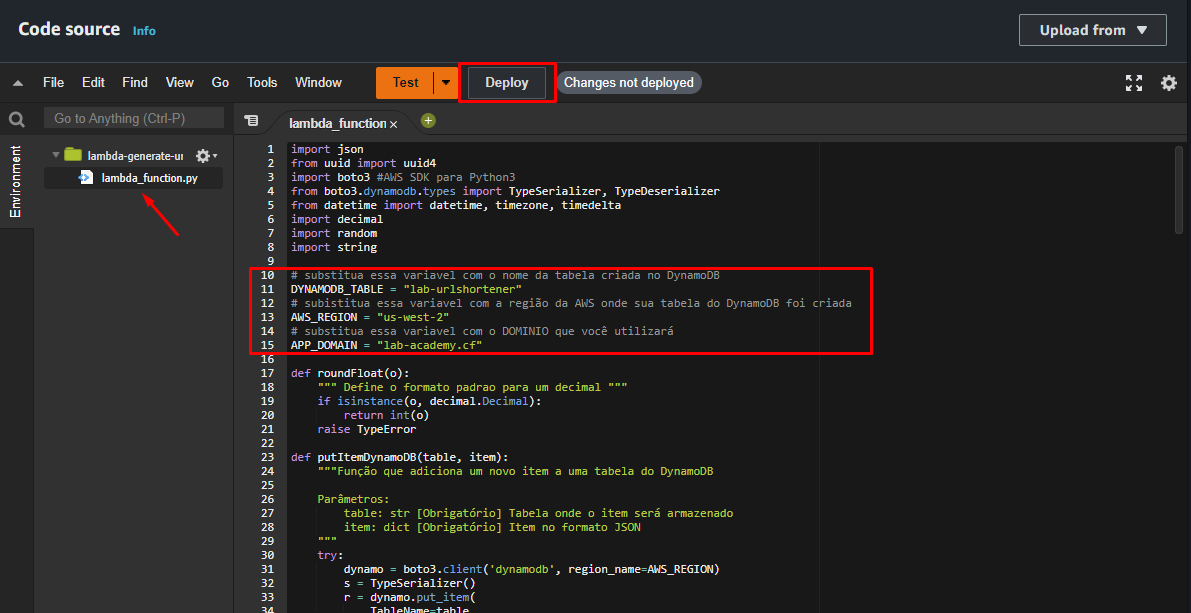 Code source Info
Upload from
File Edit Find View Go Tools Window Test Deploy Changes not deployed
Go to Anything (Ctrl-P)
lambda_function
Environment
lambda-generate-ur
lambda_function.py
1 import json
2 from uuid import uuid4
3 import boto3 #AWS SDK para Python3
4 from boto3.dynamodb.types import TypeSerializer, TypeDeserializer
5 from datetime import datetime, timezone, timedelta
6 import decimal
7 import random
8 import string
9
10 # substitua essa variavel com o nome da tabela criada no DynamoDB
11 DYNAMODB_TABLE = "lab-urlshortener"
12 # subistitua essa variavel com a região da AWS onde sua tabela do DynamoDB foi criada
13 AWS_REGION = "us-west-2"
14 # substitua essa variavel com o DOMINIO que você utilizará
15 APP_DOMAIN = "lab-academy.cf"
16
17 def roundFloat(o):
18 """ Define o formato padrao para um decimal """
19 if isinstance(o, decimal.Decimal):
20 return int(o)
21 raise TypeError
22
23 def putItemDynamoDB(table, item):
24 """Função que adiciona um novo item a uma tabela do DynamoDB
25
26 Parâmetros:
27 table: str [Obrigatório] Tabela onde o item será armazenado
28 item: dict [Obrigatório] Item no formato JSON
29 """
30 try:
31 dynamo = boto3.client('dynamodb', region_name=AWS_REGION)
32 s = TypeSerializer()
33 r = dynamo.put_item(
34 TableName=table